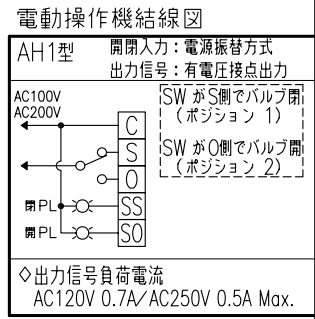 電動操作機結線図
AH1型
開閉入力：電源振替方式
出力信号：有電圧接点出力
AC100V
AC200V
C
S
O
SS
SO
閉PL
開PL
SW がS側でバルブ閉
(ポジション 1)
SW がO側でバルブ開
(ポジション 2)
◇出力信号負荷電流
AC120V 0.7A/AC250V 0.5A Max.